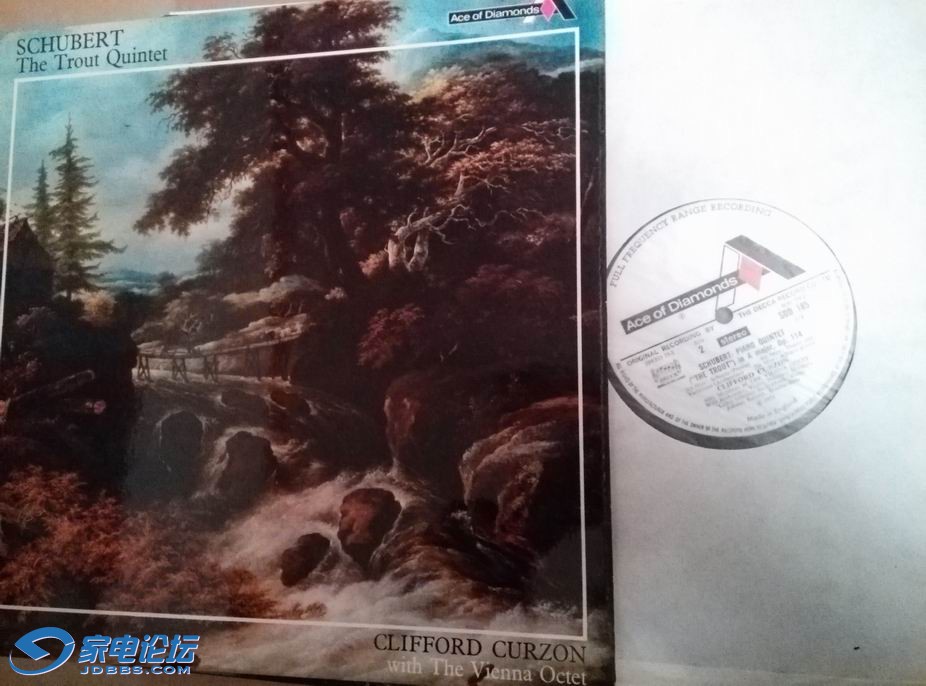 SCHUBERT
The Trout Quintet
Ace of Diamonds
CLIFFORD CURZON
with The Vienna Octet
FULL FREQUENCY RANGE RECORDING
Ace of Diamonds
ORIGINAL RECORDING BY THE DECCA RECORD CO
SDD 185
2 stereo
SCHUBERT: PIANO QUINTET
("THE TROUT") in A major, Op. 114
CLIFFORD CURZON
Made in England
家电论坛
JDBBS.COM